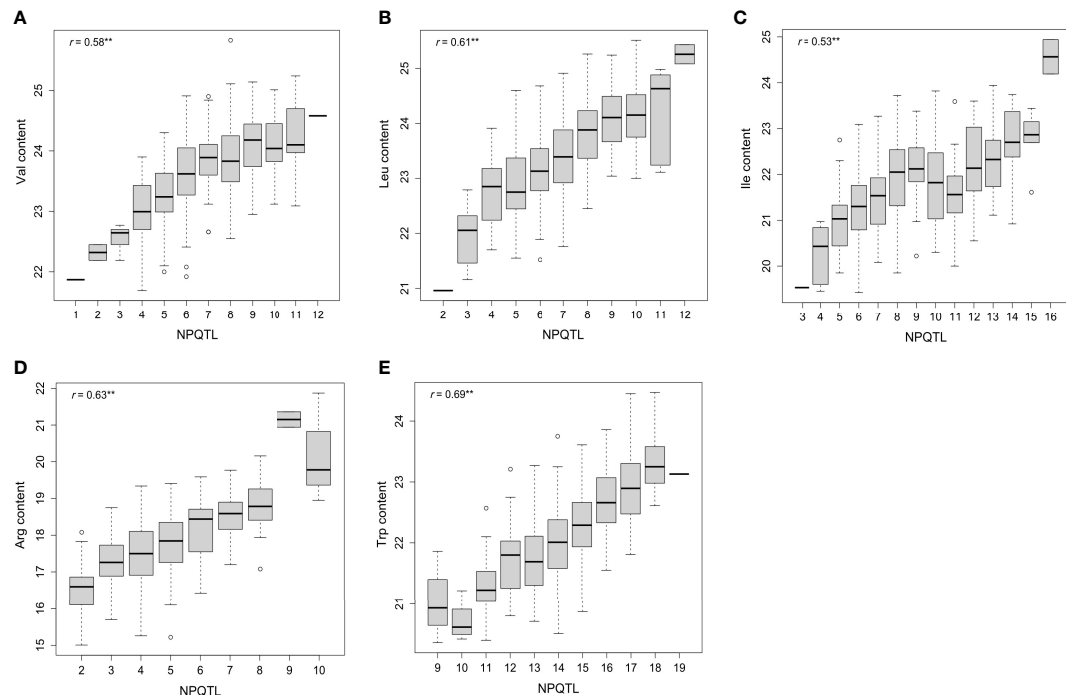 A
r = 0.58**
Val content
25
24
23
22
1 2 3 4 5 6 7 8 9 10 11 12
NPQTL
B
r = 0.61**
Leu content
25
24
23
22
21
2 3 4 5 6 7 8 9 10 11 12
NPQTL
C
r = 0.53**
Ile content
25
24
23
22
21
20
3 4 5 6 7 8 9 10 11 12 13 14 15 16
NPQTL
D
r = 0.63**
Arg content
22
21
20
19
18
17
16
15
2 3 4 5 6 7 8 9 10
NPQTL
E
r = 0.69**
Trp content
24
23
22
21
9 10 11 12 13 14 15 16 17 18 19
NPQTL